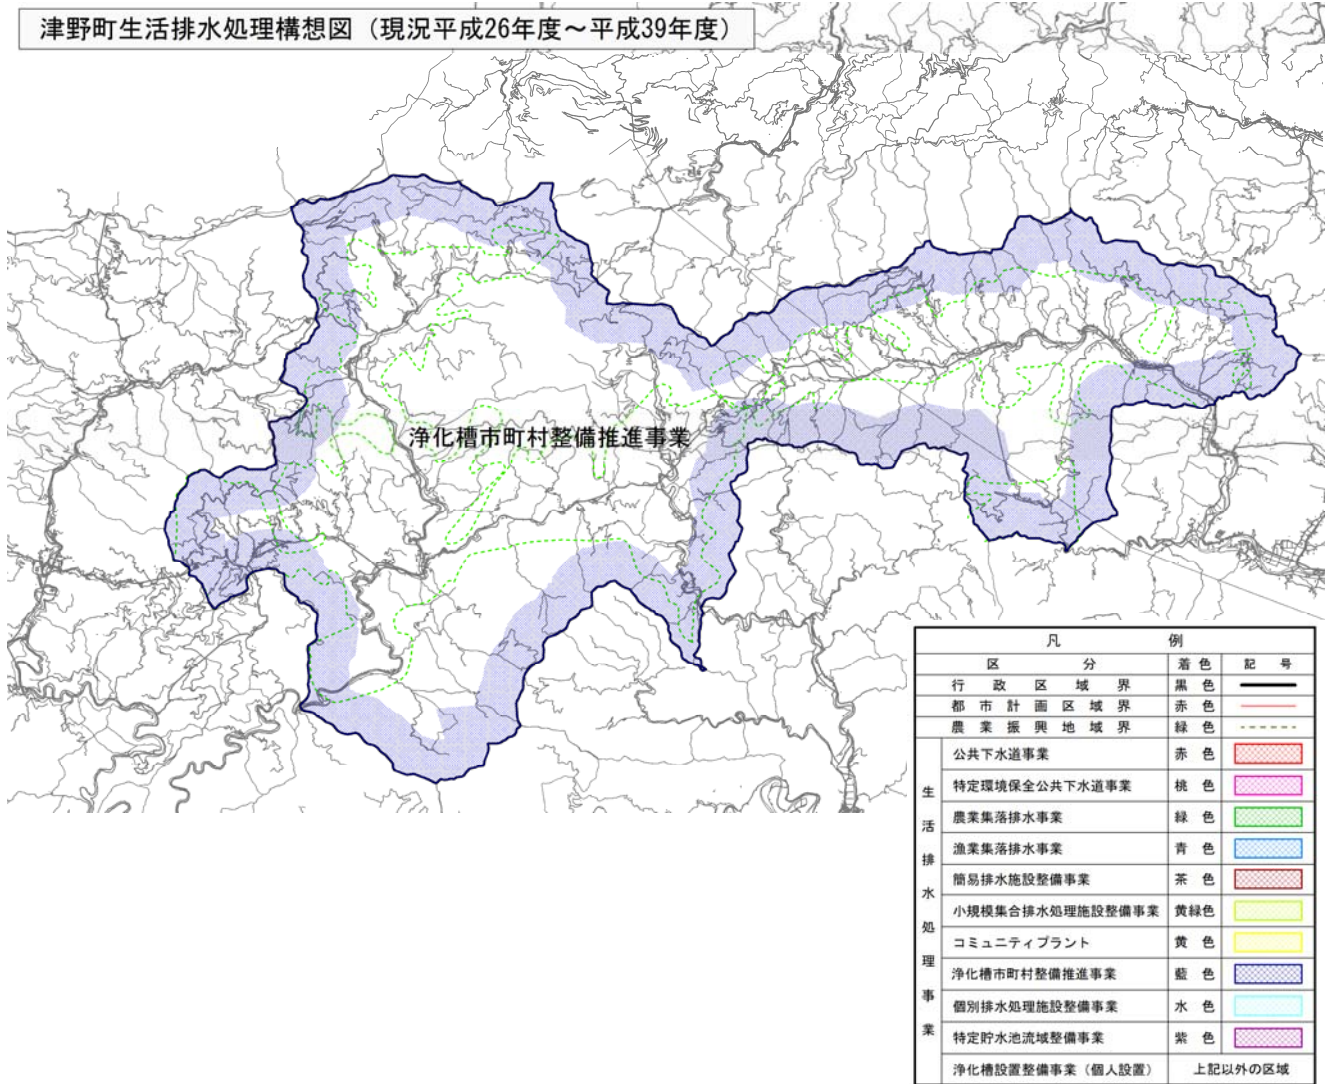 津野町生活排水処理構想図（現況平成26年度～平成39年度）
浄化槽市町村整備推進事業
凡 例
区 分 着色 記号
行政区域界 黒色
都市計画区域界 赤色
農業振興地域界 緑色
生活排水処理事業
公共下水道事業 赤色
特定環境保全公共下水道事業 桃色
農業集落排水事業 緑色
漁業集落排水事業 青色
簡易排水施設整備事業 茶色
小規模集合排水処理施設整備事業 黄緑色
コミュニティプラント 黄色
浄化槽市町村整備推進事業 藍色
個別排水処理施設整備事業 水色
特定貯水池流域整備事業 紫色
浄化槽設置整備事業（個人設置） 上記以外の区域